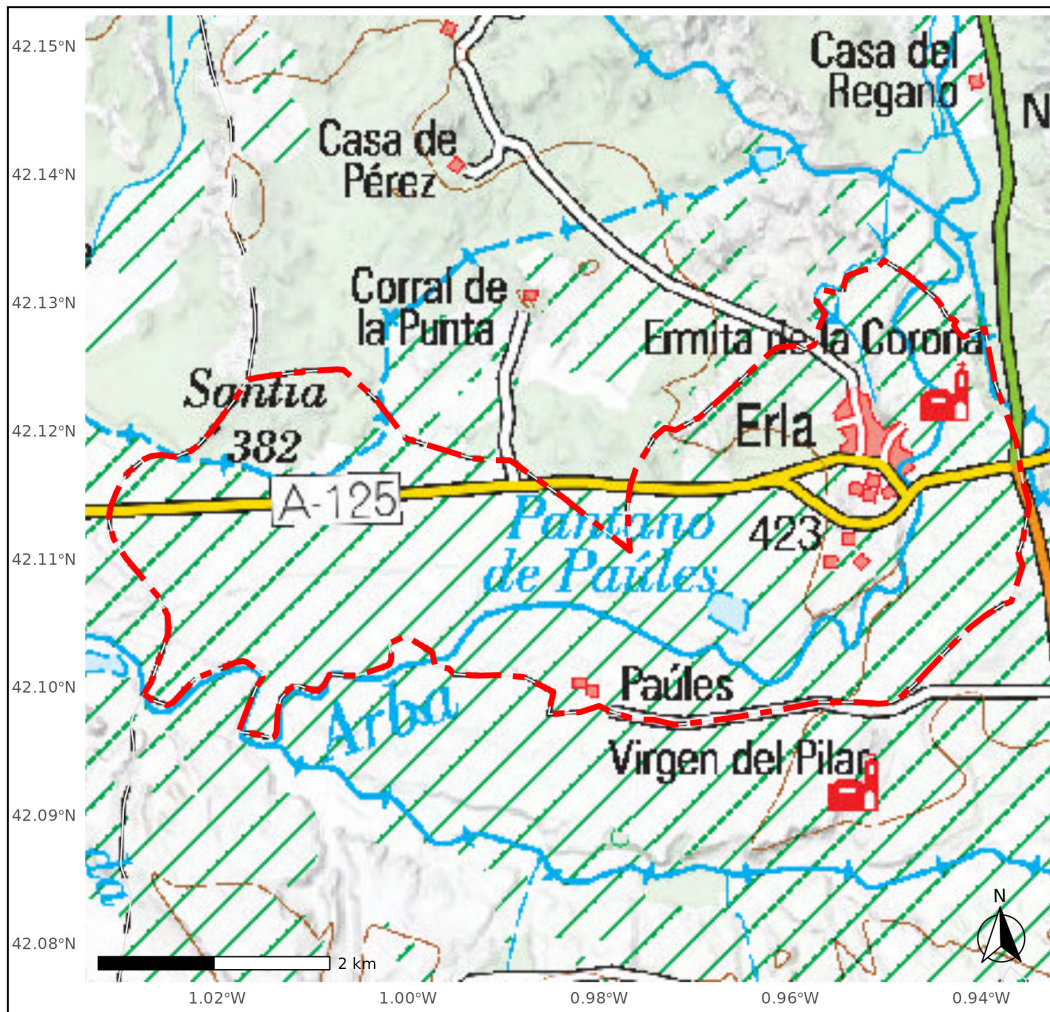 42.15°N
42.14°N
42.13°N
42.12°N
42.11°N
42.10°N
42.09°N
42.08°N
Casa del
Regano
N
Casa de
Pérez
Corral de
la Punta
Ermita de la Corona
Santia
382
Erla
A-125
Pantano
de Paúles
423
Paúles
Arba
Virgen del Pilar
N
2 km
1.02°W
1.00°W
0.98°W
0.96°W
0.94°W